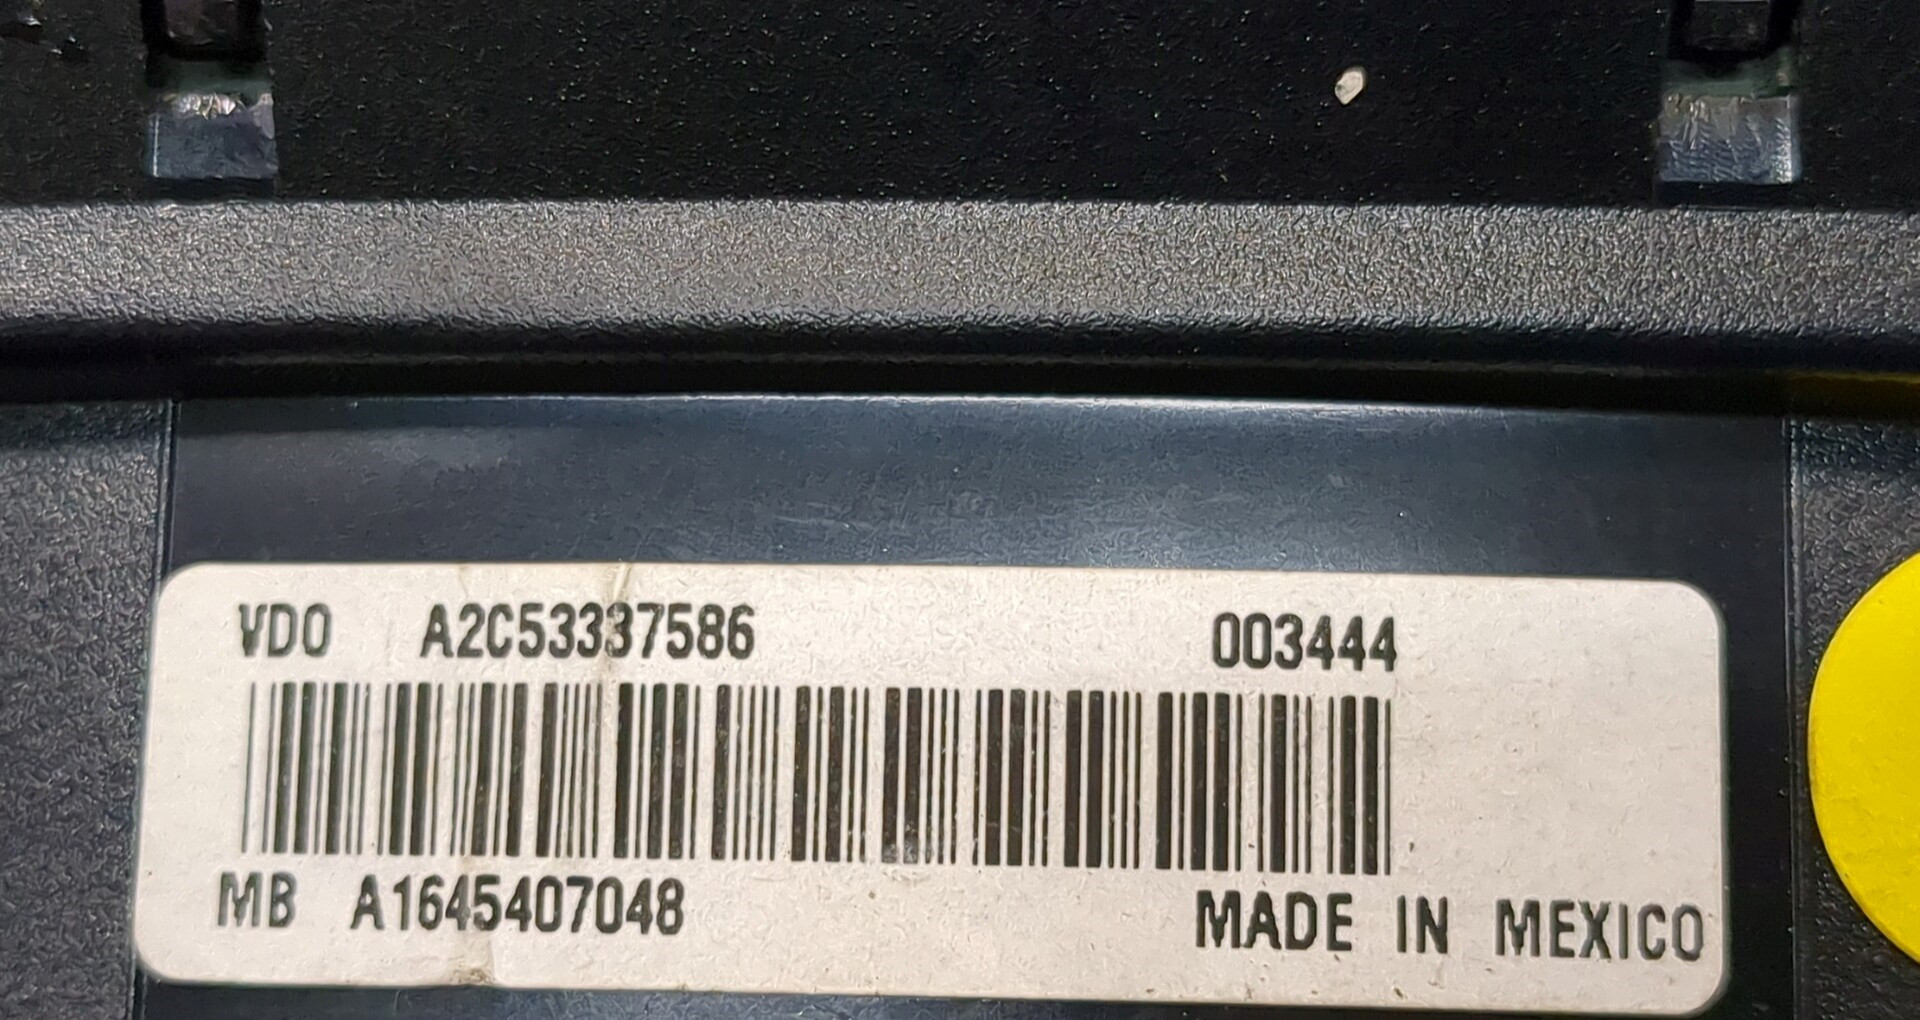 VDO A2C53337586 003444
MB A1645407048 MADE IN MEXICO